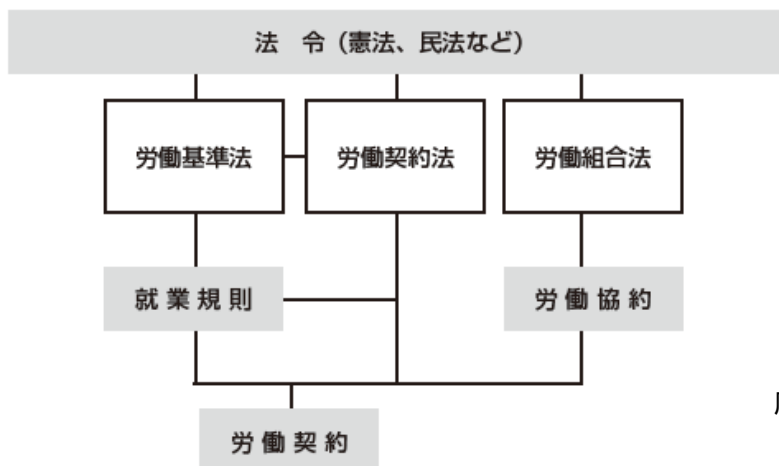 法　令（憲法、民法など）
労働基準法
労働契約法
労働組合法
就 業 規 則
労 働 協 約
労 働 契 約